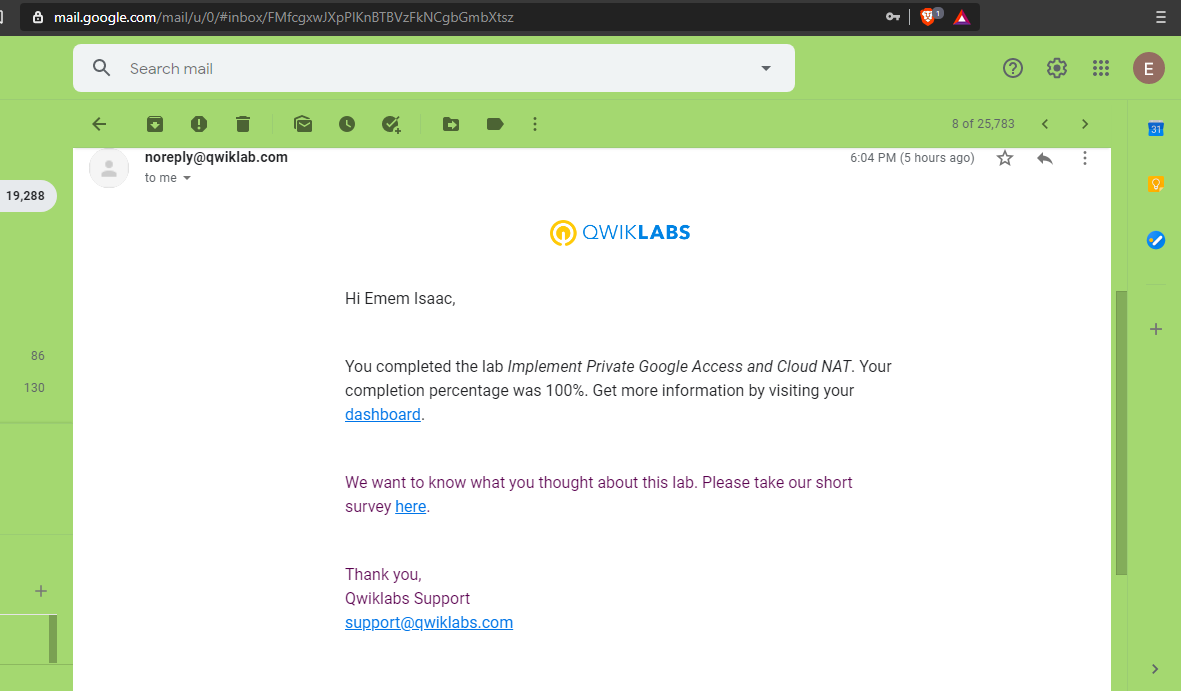 mail.google.com/mail/u/0/#inbox/FMfcgxwJXpPlKnBTBVzFkNCgbGmbXtsz
1
Search mail
E
8 of 25,783
31
noreply@qwiklab.com
6:04 PM (5 hours ago)
to me
19,288
QWIKLABS
Hi Emem Isaac,
86
You completed the lab Implement Private Google Access and Cloud NAT. Your
130
completion percentage was 100%. Get more information by visiting your
dashboard.
We want to know what you thought about this lab. Please take our short
survey here.
Thank you,
Qwiklabs Support
support@qwiklabs.com